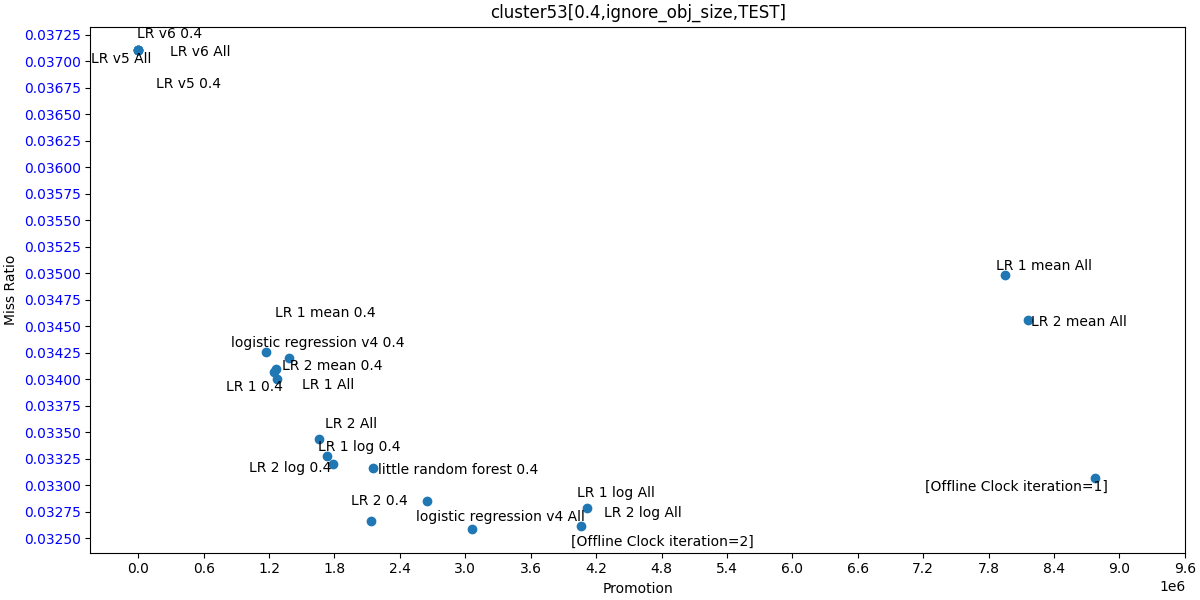 cluster53[0.4,ignore_obj_size,TEST]
Miss Ratio
0.03725
0.03700
0.03675
0.03650
0.03625
0.03600
0.03575
0.03550
0.03525
0.03500
0.03475
0.03450
0.03425
0.03400
0.03375
0.03350
0.03325
0.03300
0.03275
0.03250
LR v6 0.4
LR v6 All
LR v5 All
LR v5 0.4
LR 1 mean All
LR 1 mean 0.4
LR 2 mean All
logistic regression v4 0.4
LR 2 mean 0.4
LR 1 0.4
LR 1 All
LR 2 All
LR 1 log 0.4
LR 2 log 0.4
little random forest 0.4
[Offline Clock iteration=1]
LR 1 log All
LR 2 0.4
LR 2 log All
logistic regression v4 All
[Offline Clock iteration=2]
0.0 0.6 1.2 1.8 2.4 3.0 3.6 4.2 4.8 5.4 6.0 6.6 7.2 7.8 8.4 9.0 9.6
1e6
Promotion